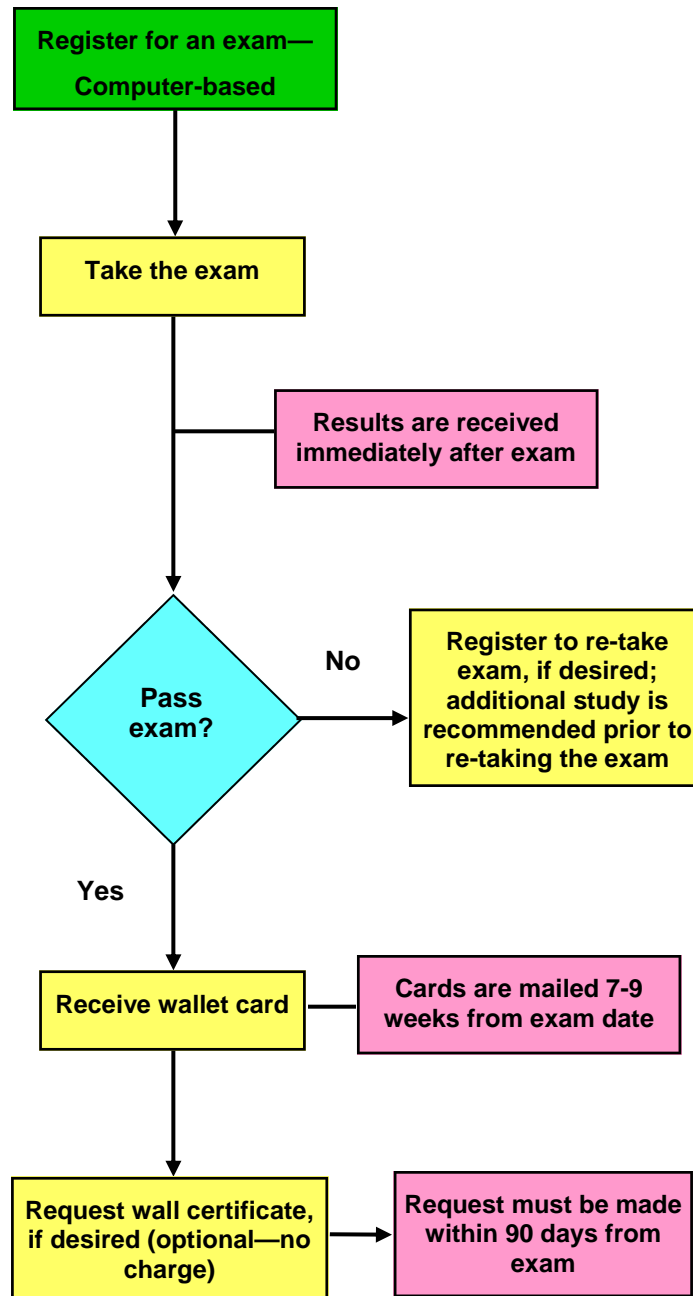 Register for an exam—
Computer-based
Take the exam
Results are received
immediately after exam
Pass
exam?
No
Register to re-take
exam, if desired;
additional study is
recommended prior to
re-taking the exam
Yes
Receive wallet card
Cards are mailed 7-9
weeks from exam date
Request wall certificate,
if desired (optional—no
charge)
Request must be made
within 90 days from
exam